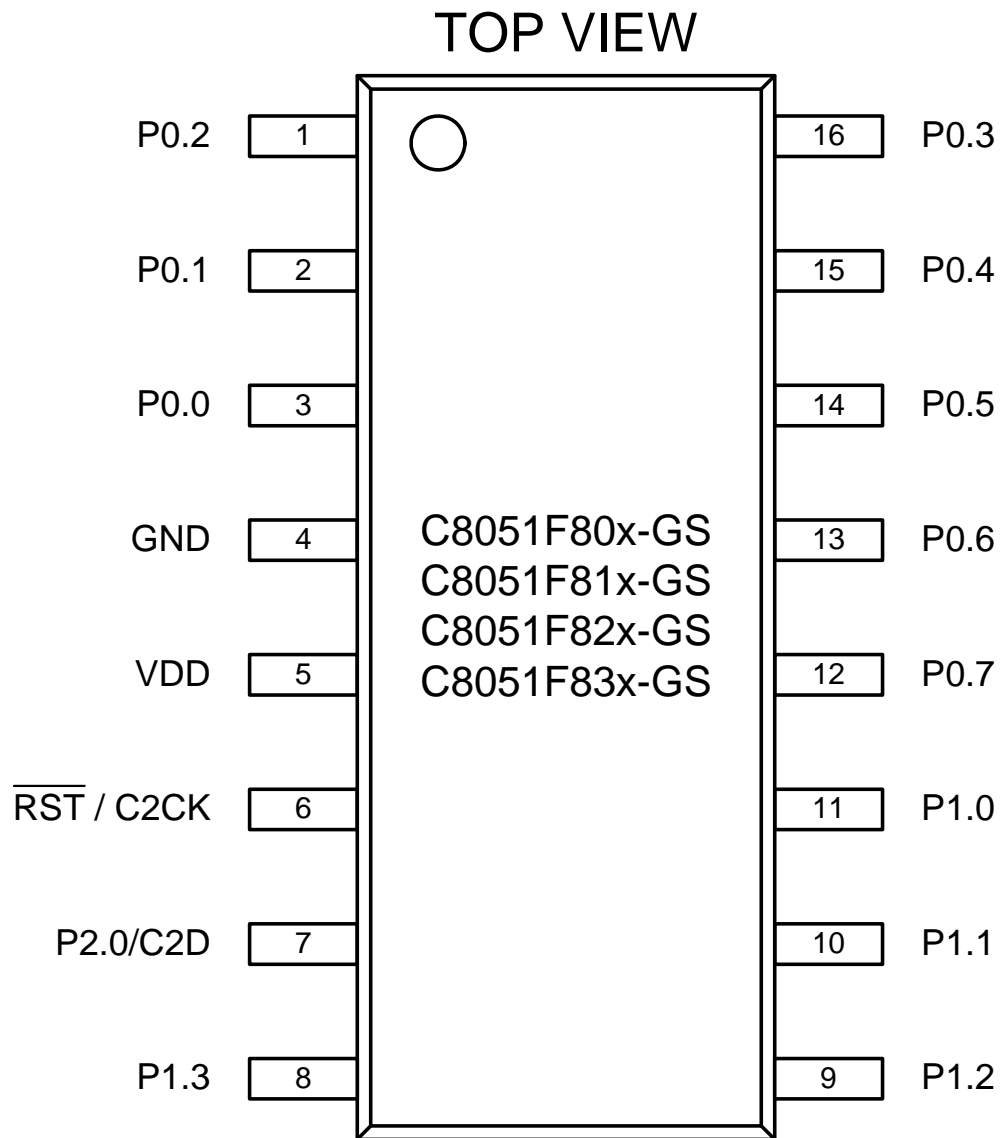 TOP VIEW
P0.2 1 16 P0.3
P0.1 2 15 P0.4
P0.0 3 14 P0.5
GND 4 C8051F80x-GS 13 P0.6
C8051F81x-GS
C8051F82x-GS
VDD 5 C8051F83x-GS 12 P0.7
R̅S̅T̅ / C2CK 6 11 P1.0
P2.0/C2D 7 10 P1.1
P1.3 8 9 P1.2